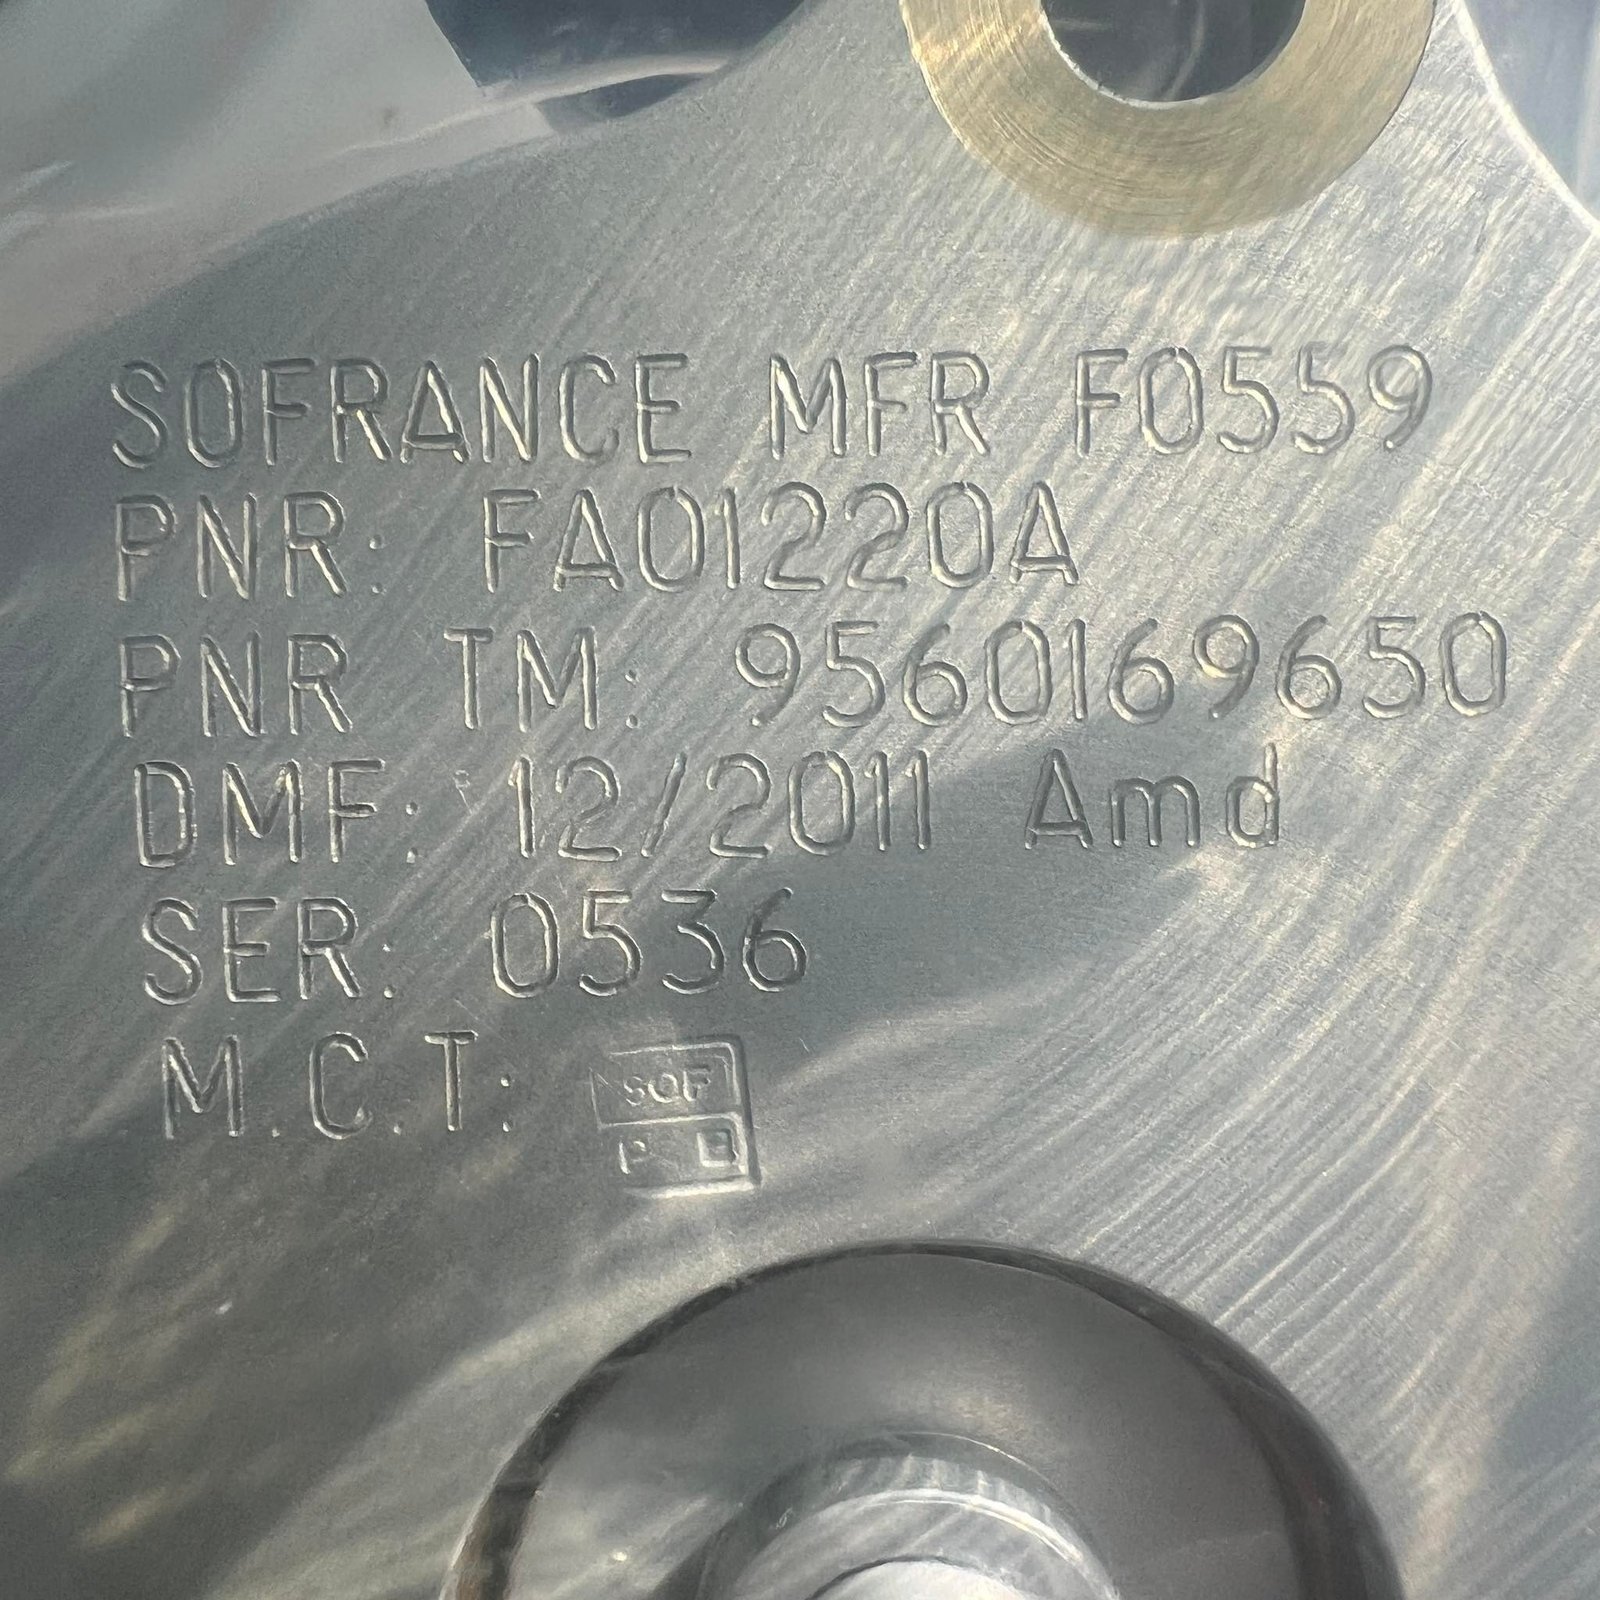 SOFRANCE MFR F0559
PNR: FA01220A
PNR TM: 9560169650
DMF: 12/2011 Amd
SER: 0536
M.C.T:
SOF